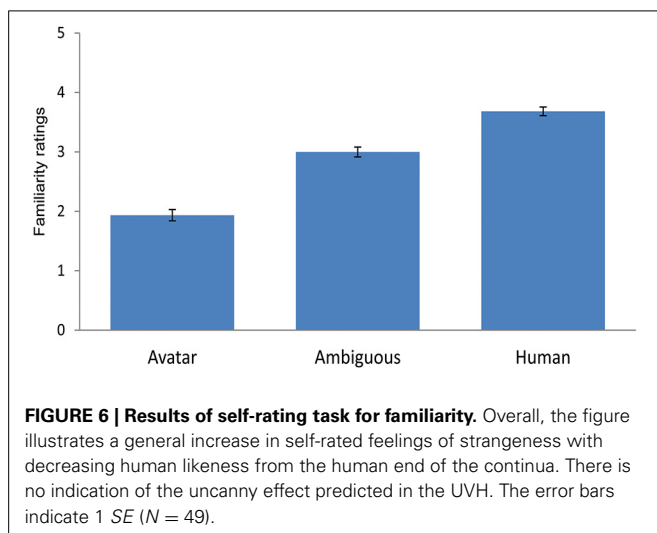 5
4
3
2
1
0
Familiarity ratings
Avatar Ambiguous Human
FIGURE 6 | Results of self-rating task for familiarity. Overall, the figure
illustrates a general increase in self-rated feelings of strangeness with
decreasing human likeness from the human end of the continua. There is
no indication of the uncanny effect predicted in the UVH. The error bars
indicate 1 SE (N = 49).